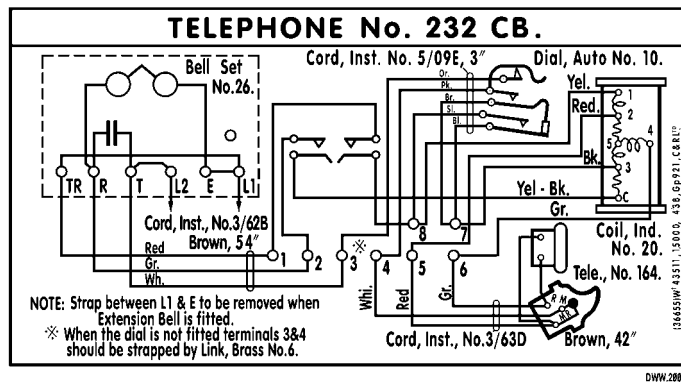 TELEPHONE No. 232 CB.
Cord, Inst. No. 5/09E, 3"
Dial, Auto No. 10.
Bell Set
No.26.
Or.
Pk.
Br.
Sl.
Bl.
Yel.
Red.
Bk.
Yel - Bk.
Gr.
1
2
5
4
3
C
TR R T L2 E L1
Cord, Inst., No.3/62B
Brown, 54"
Red
Gr.
Wh.
1 2 3 ※ 4 5 6
8 7
Coil, Ind.
No. 20.
Tele., No. 164.
Whi.
Red
Gr.
R M
MR
NOTE: Strap between L1 & E to be removed when
Extension Bell is fitted.
※ When the dial is not fitted terminals 3&4
should be strapped by Link, Brass No.6.
Cord, Inst., No.3/63D
Brown, 42"